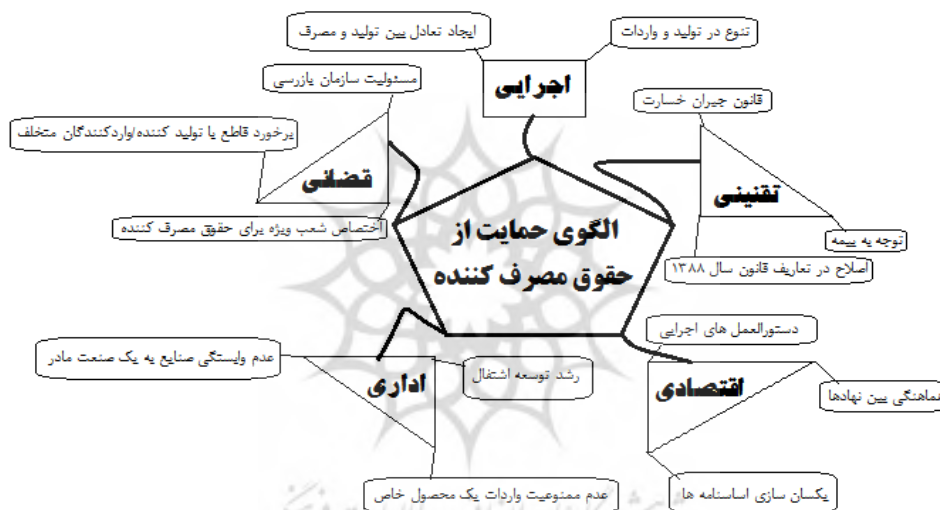 ایجاد تعادل بین تولید و مصرف
تنوع در تولید و واردات
اجرایی
مسئولیت سازمان بازرسی
قانون جبران خسارت
برخورد قاطع با تولید کننده/واردکنندگان متخلف
قضائی
تقنینی
اختصاص شعب ویژه برای حقوق مصرف کننده
توجه به بیمه
اصلاح در تعاریف قانون سال ۱۳۸۸
الگوی حمایت از
حقوق مصرف کننده
دستورالعمل های اجرایی
عدم وابستگی صنایع به یک صنعت مادر
رشد توسعه اشتغال
اداری
اقتصادی
هماهنگی بین نهادها
عدم ممنوعیت واردات یک محصول خاص
یکسان سازی اساسنامه ها